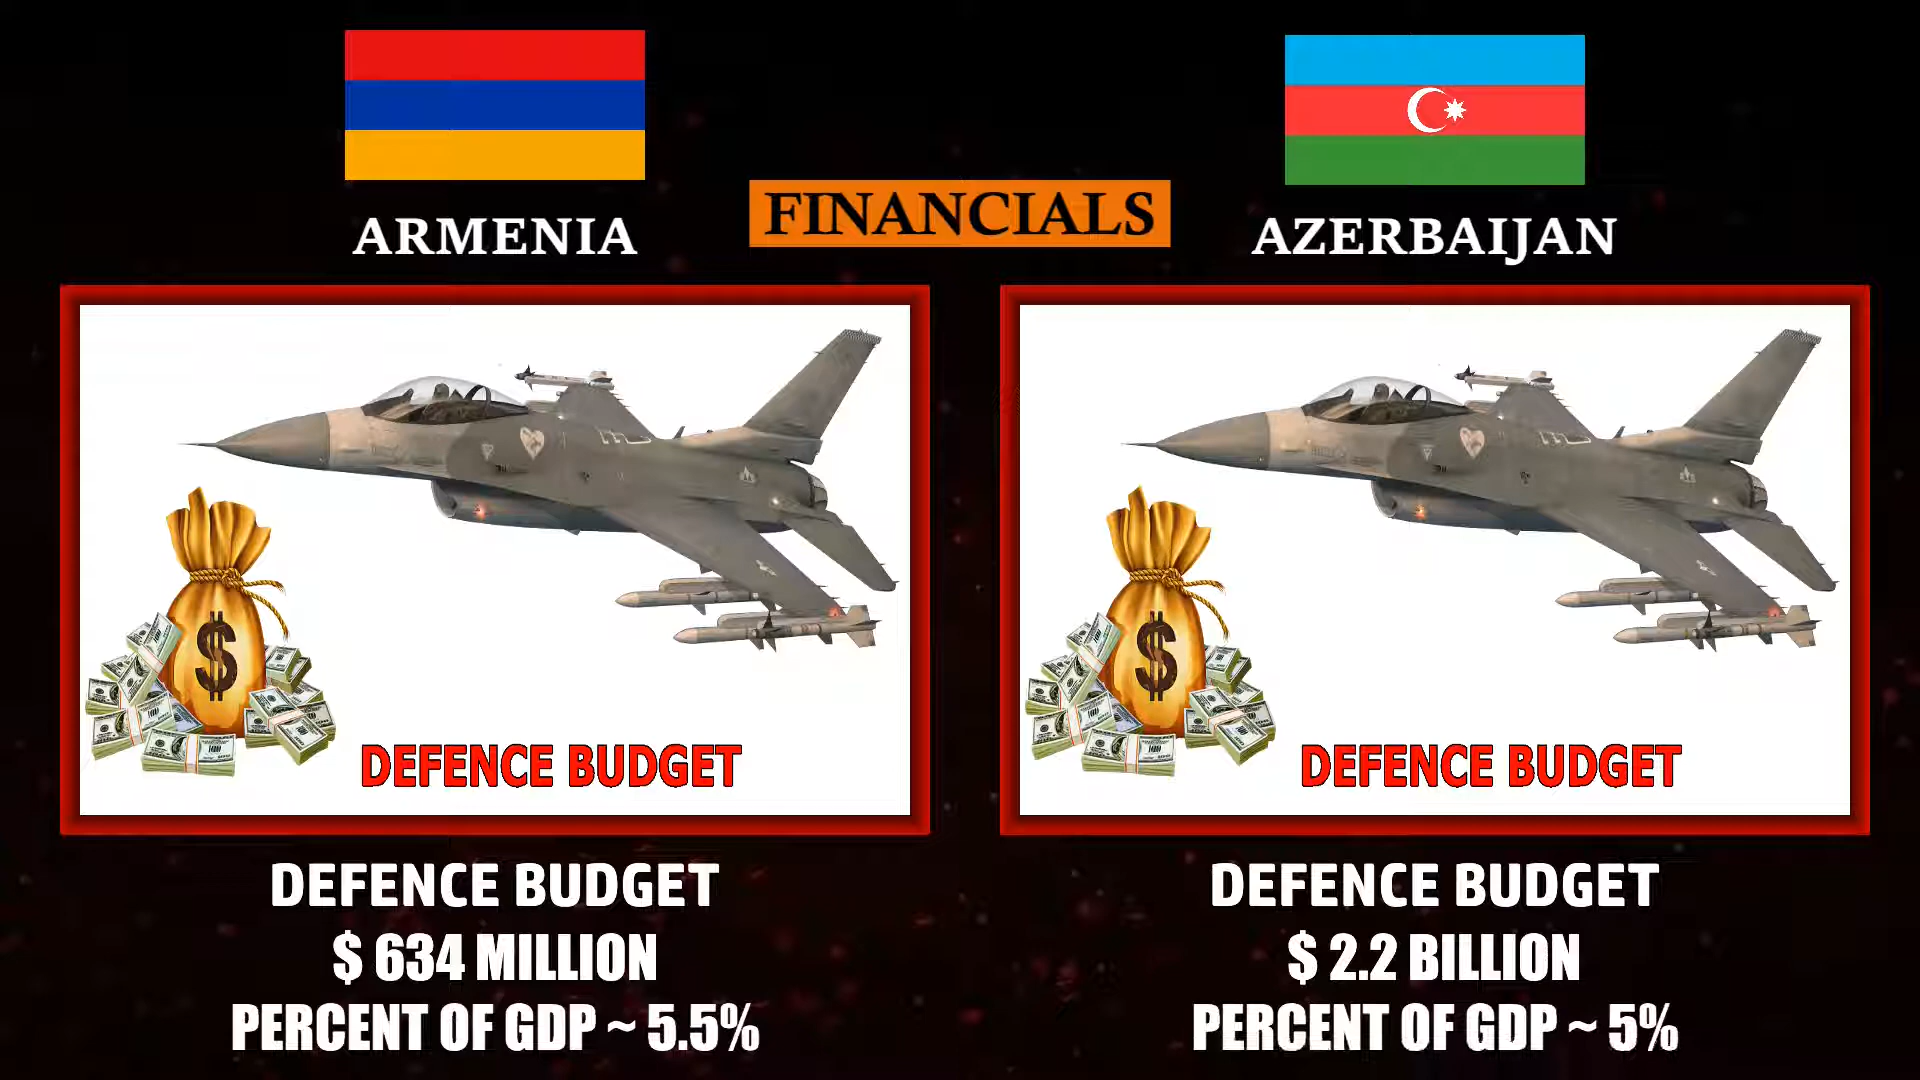 ARMENIA
FINANCIALS
AZERBAIJAN
$
DEFENCE BUDGET
$
DEFENCE BUDGET
DEFENCE BUDGET
$ 634 MILLION
PERCENT OF GDP ~ 5.5%
DEFENCE BUDGET
$ 2.2 BILLION
PERCENT OF GDP ~ 5%